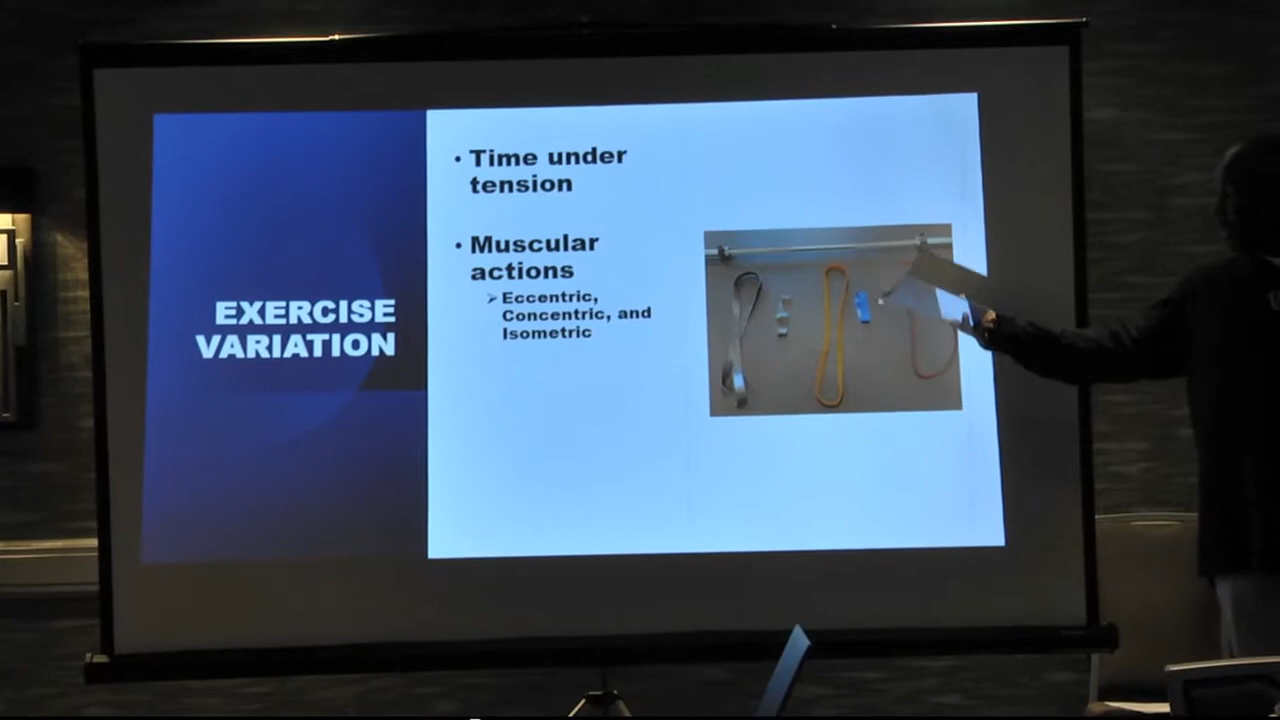 EXERCISE
VARIATION
• Time under
tension
• Muscular
actions
➢ Eccentric,
Concentric, and
Isometric